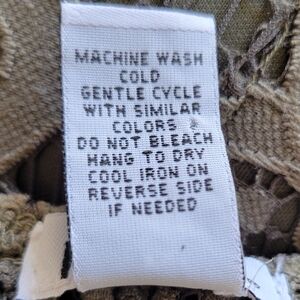 MACHINE WASH
COLD
GENTLE CYCLE
WITH SIMILAR
COLORS
DO NOT BLEACH
HANG TO DRY
COOL IRON ON
REVERSE SIDE
IF NEEDED